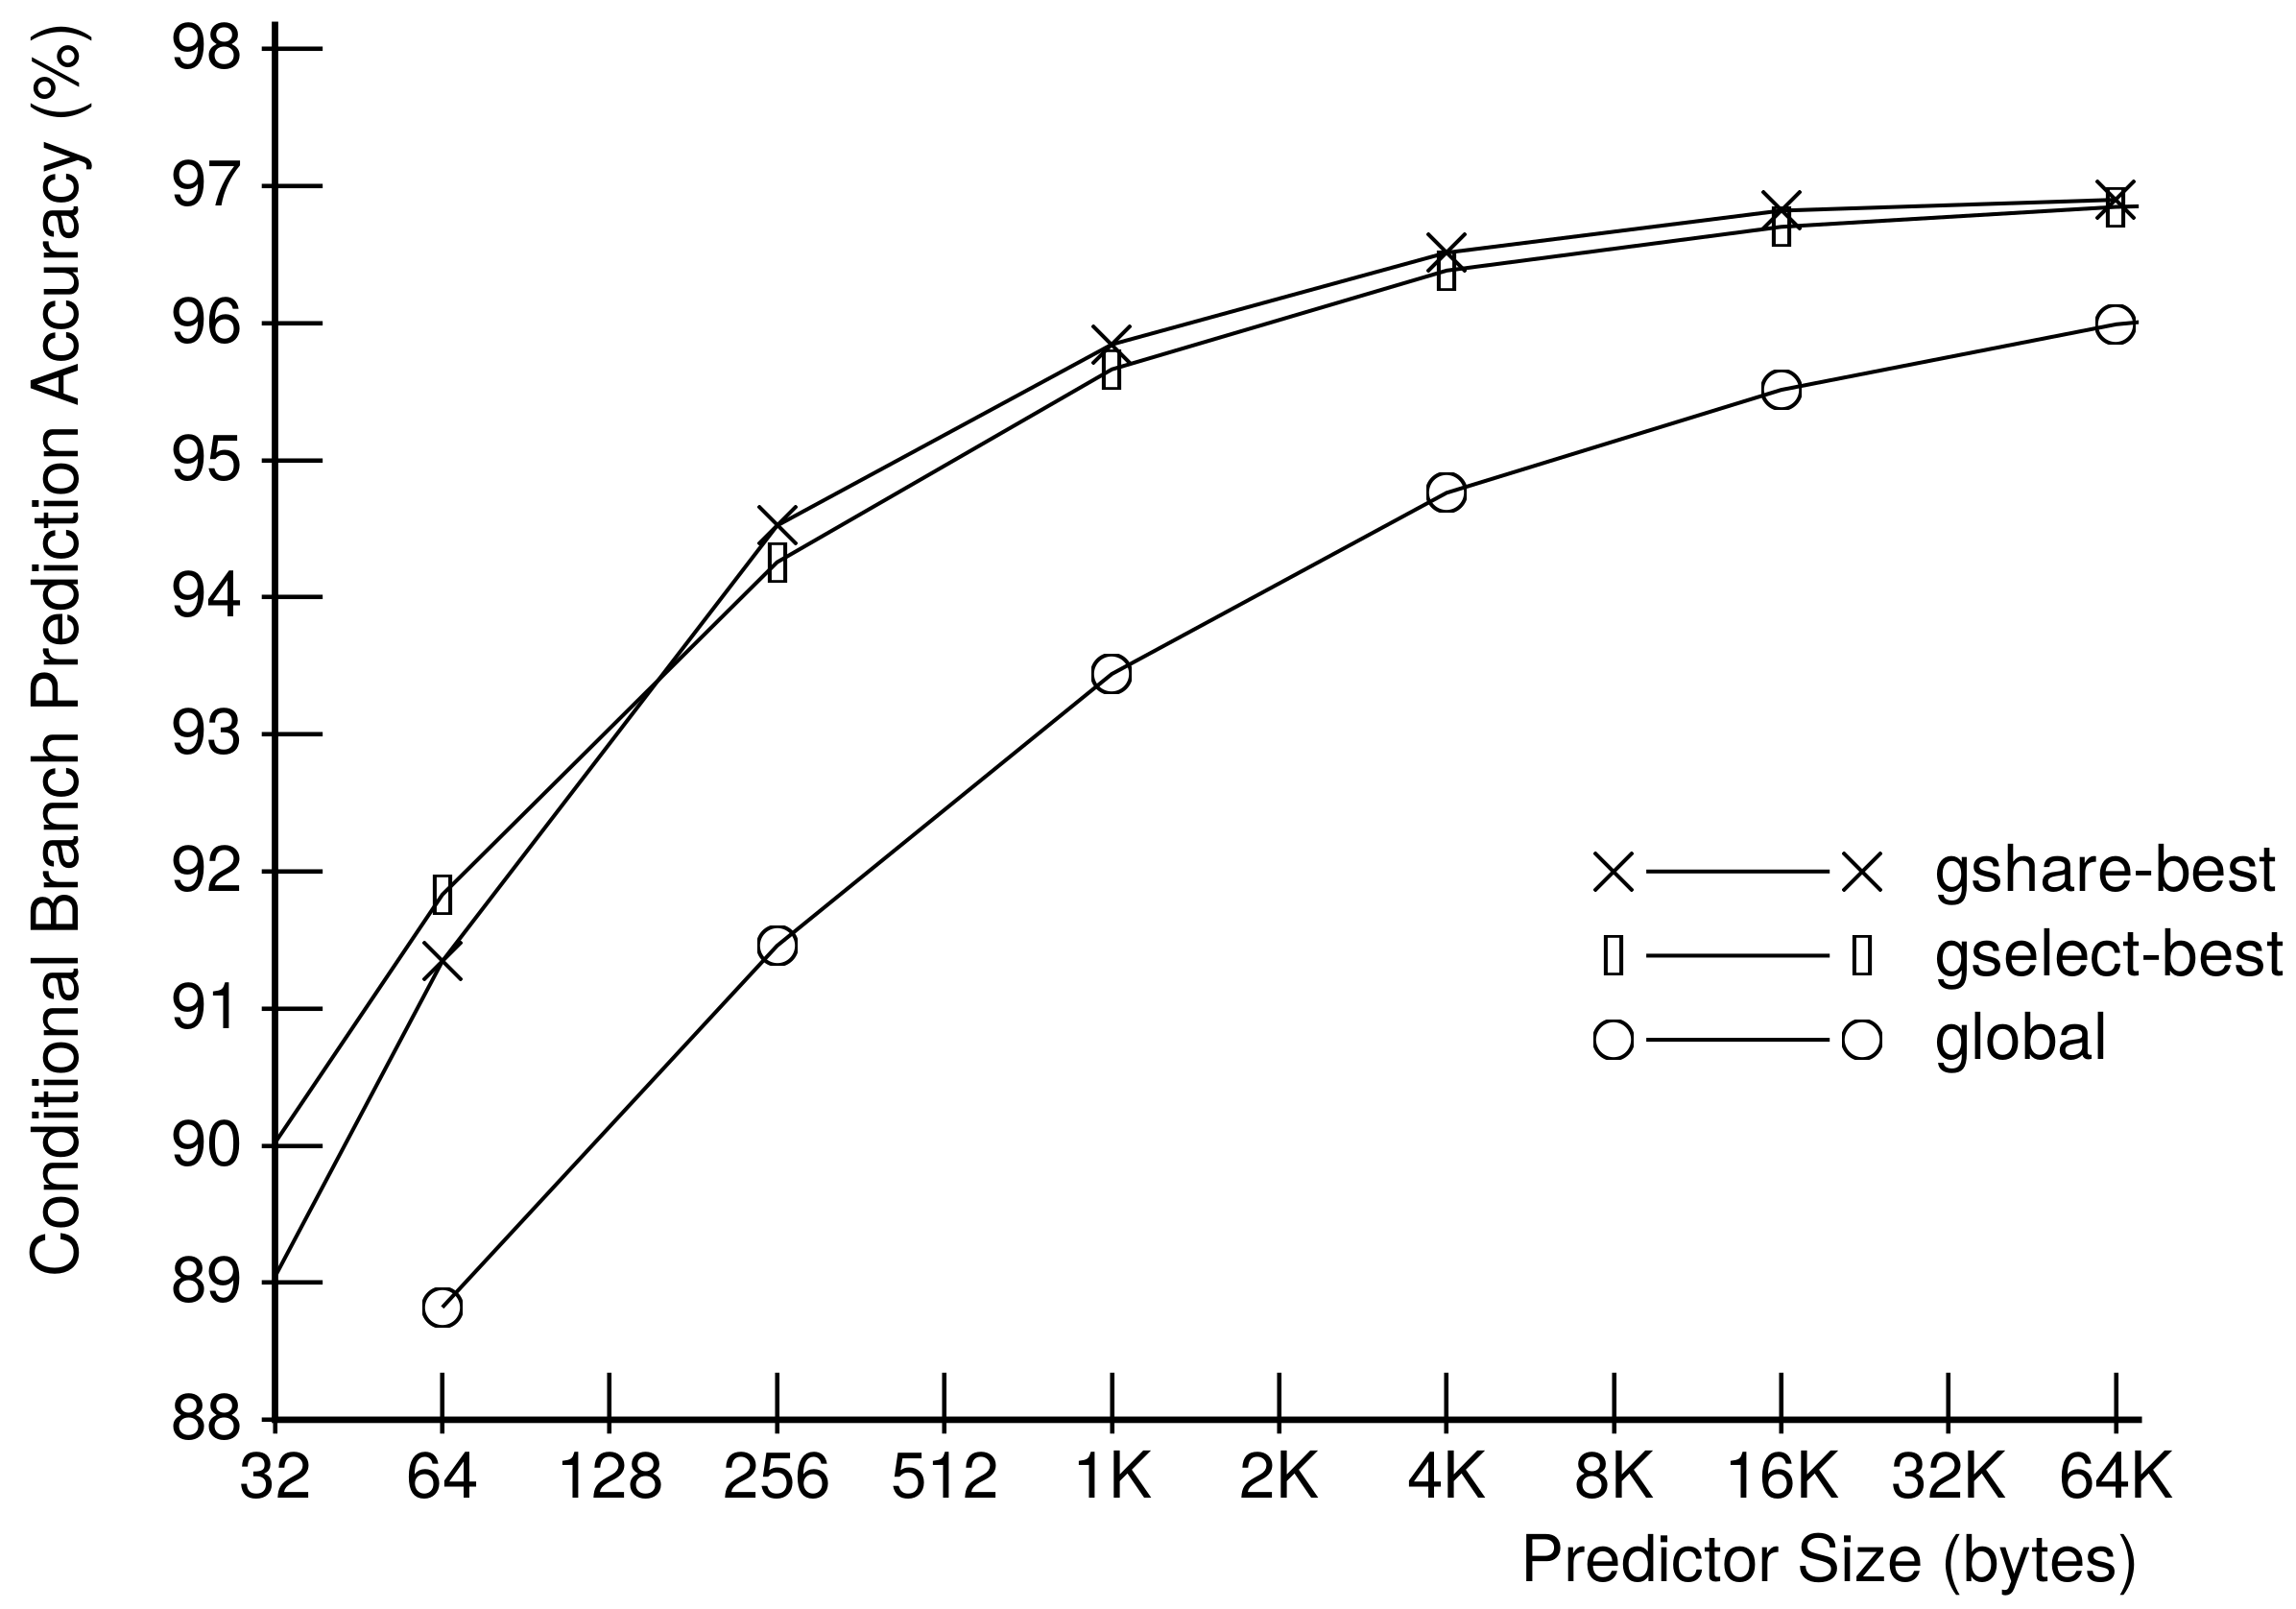 Conditional Branch Prediction Accuracy (%)
98
97
96
95
94
93
92
91
90
89
88
gshare-best
gselect-best
global
32 64 128 256 512 1K 2K 4K 8K 16K 32K 64K
Predictor Size (bytes)